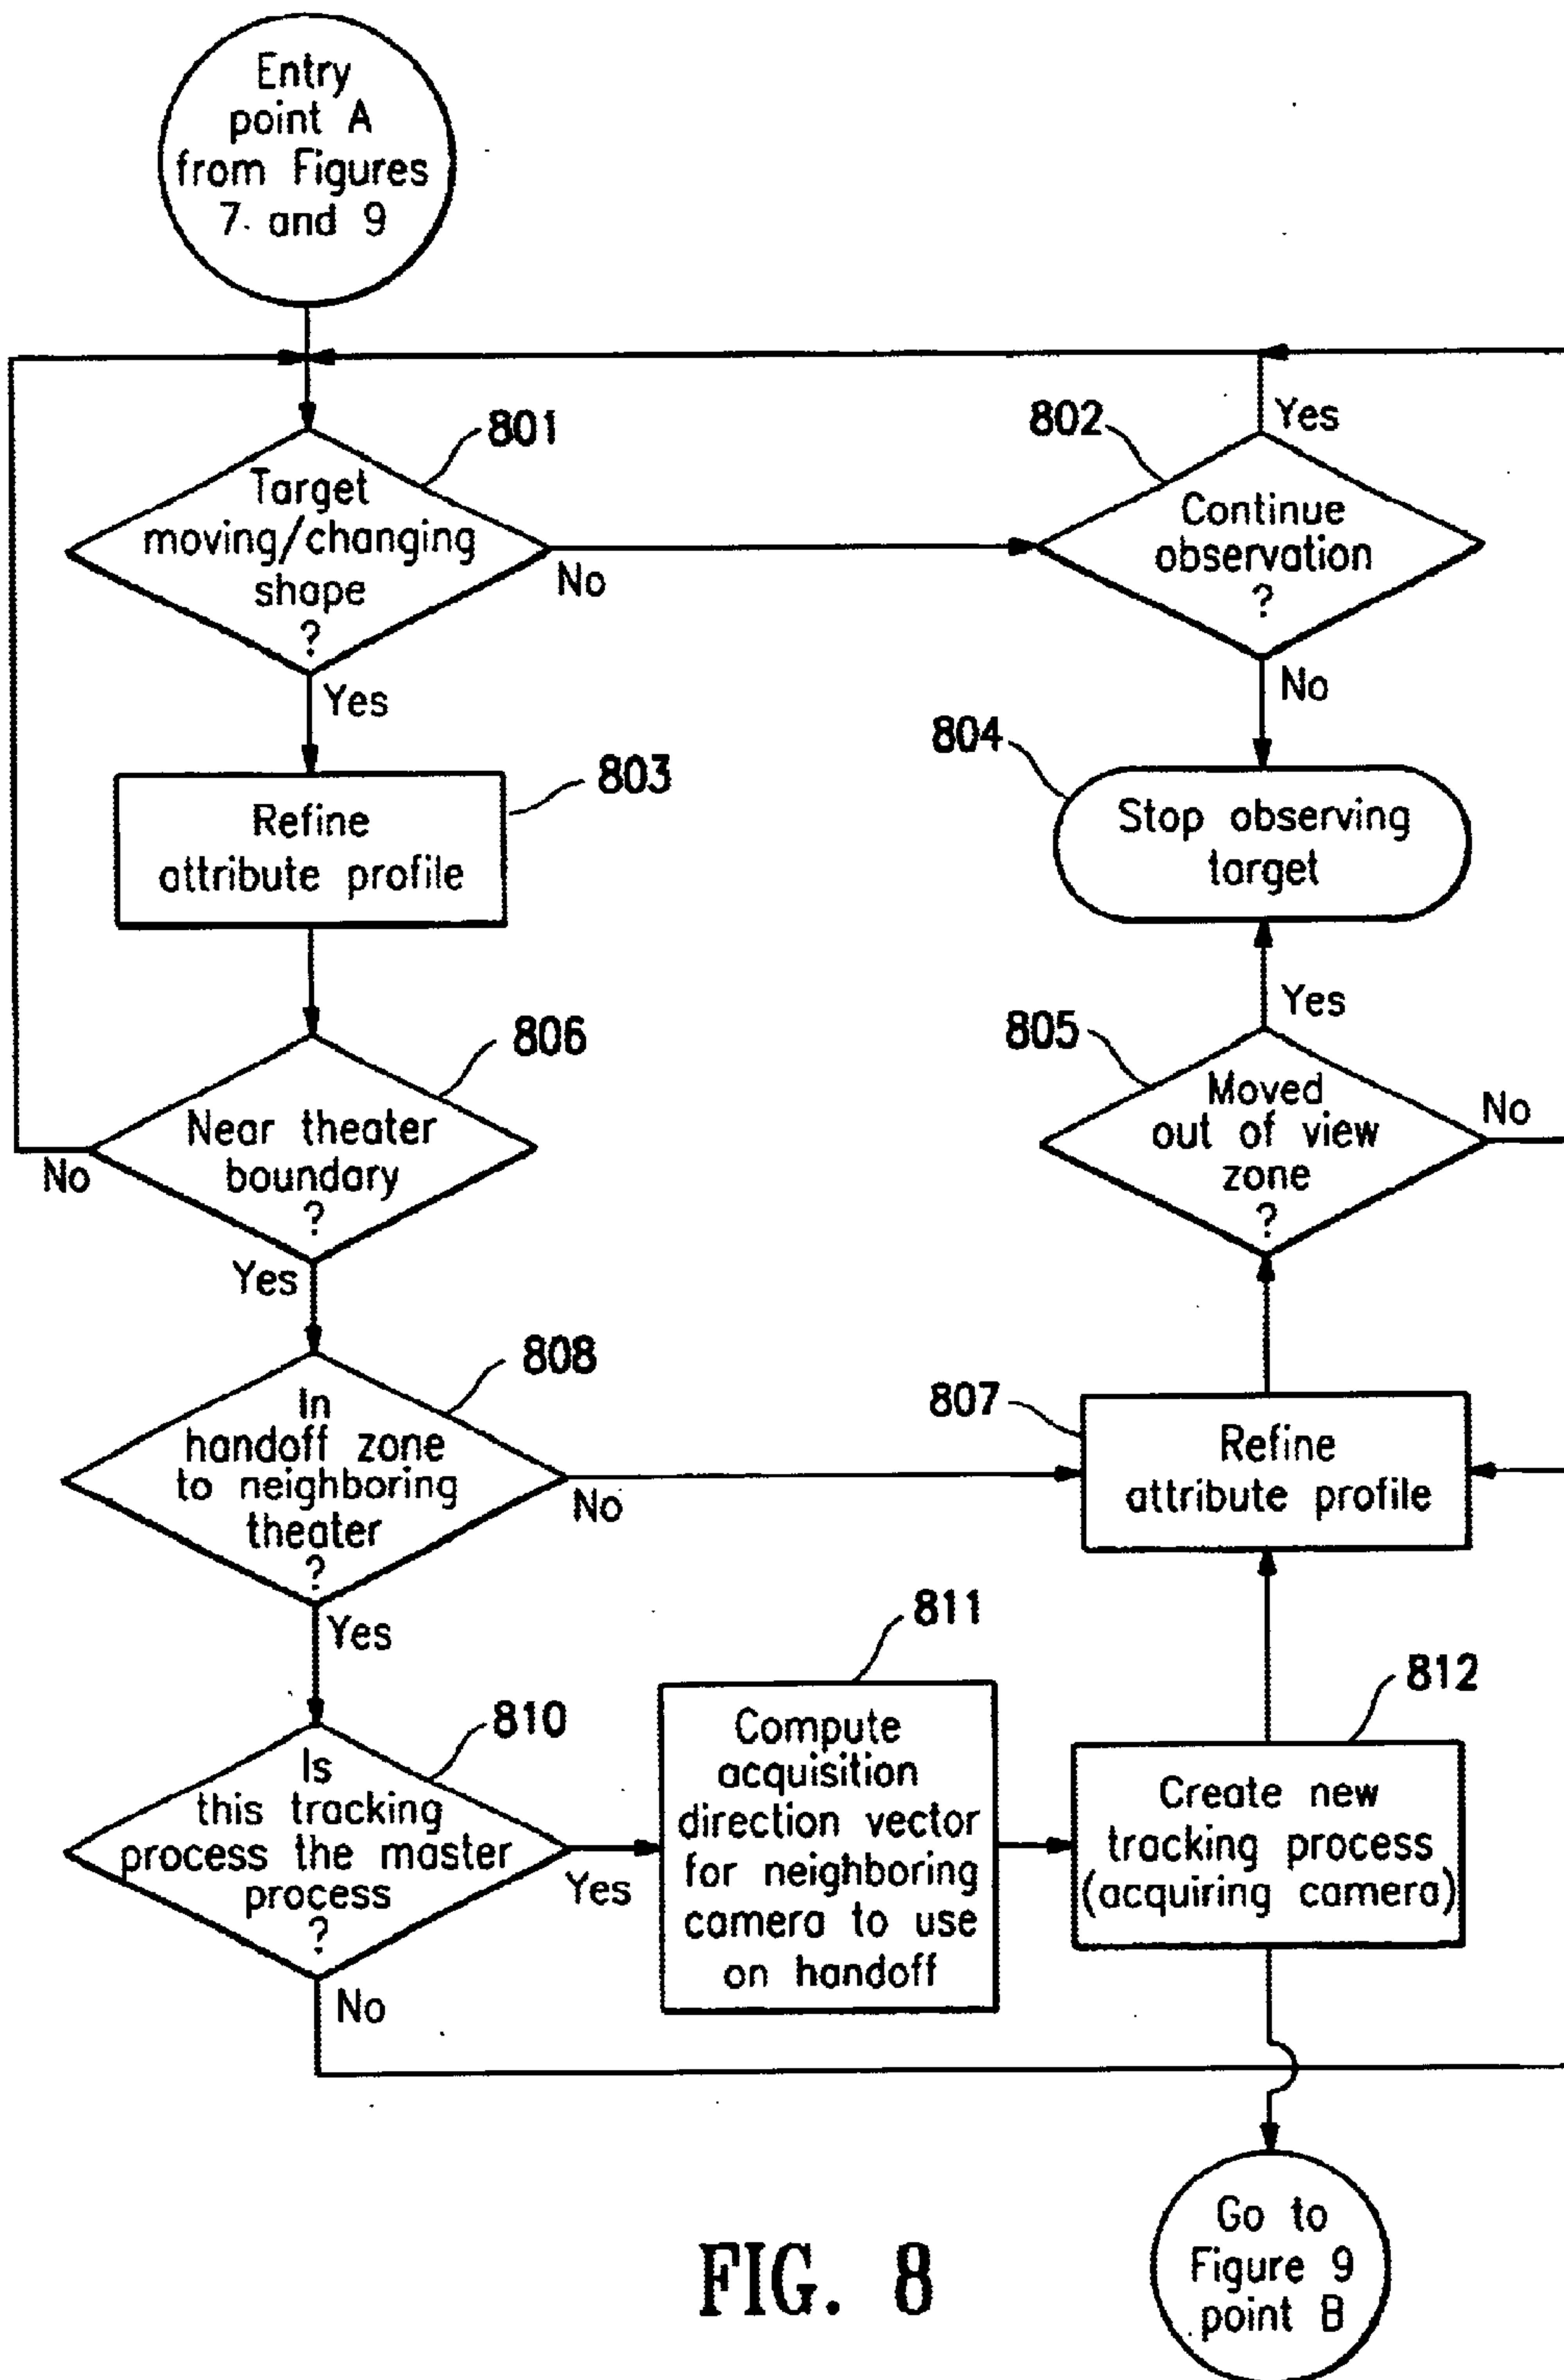 Entry
point A
from Figures
7. and 9
801
Target
moving/changing
shape
?
No
Yes
802
Yes
Continue
observation
?
No
803
Refine
attribute profile
804
Stop observing
target
806
Near theater
boundary
?
No
Yes
805
Yes
Moved
out of view
zone
?
No
808
In
handoff zone
to neighboring
theater
?
No
Yes
807
Refine
attribute profile
810
Is
this tracking
process the master
process
?
Yes
No
811
Compute
acquisition
direction vector
for neighboring
camera to use
on handoff
812
Create new
tracking process
(acquiring camera)
Go to
Figure 9
point B
FIG. 8